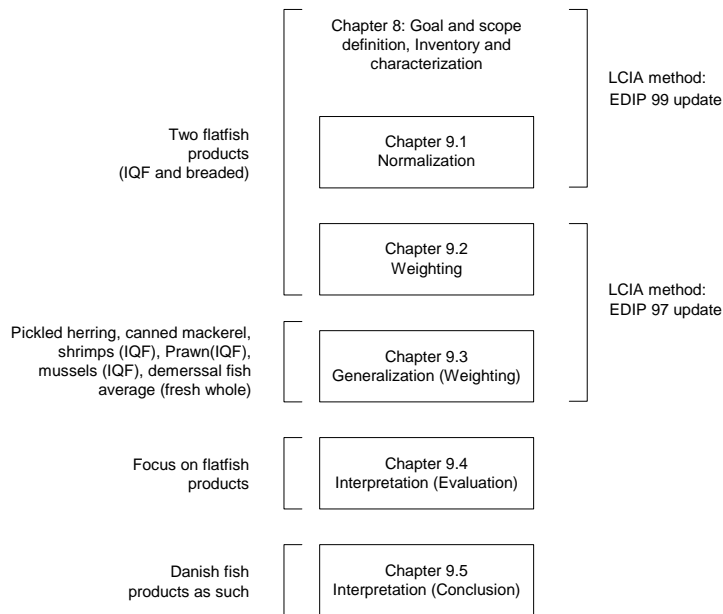 Chapter 8: Goal and scope
definition, Inventory and
characterization
LCIA method:
EDIP 99 update
Two flatfish
products
(IQF and breaded)
Chapter 9.1
Normalization
Chapter 9.2
Weighting
LCIA method:
EDIP 97 update
Pickled herring, canned mackerel,
shrimps (IQF), Prawn(IQF),
mussels (IQF), demerssal fish
average (fresh whole)
Chapter 9.3
Generalization (Weighting)
Focus on flatfish
products
Chapter 9.4
Interpretation (Evaluation)
Danish fish
products as such
Chapter 9.5
Interpretation (Conclusion)